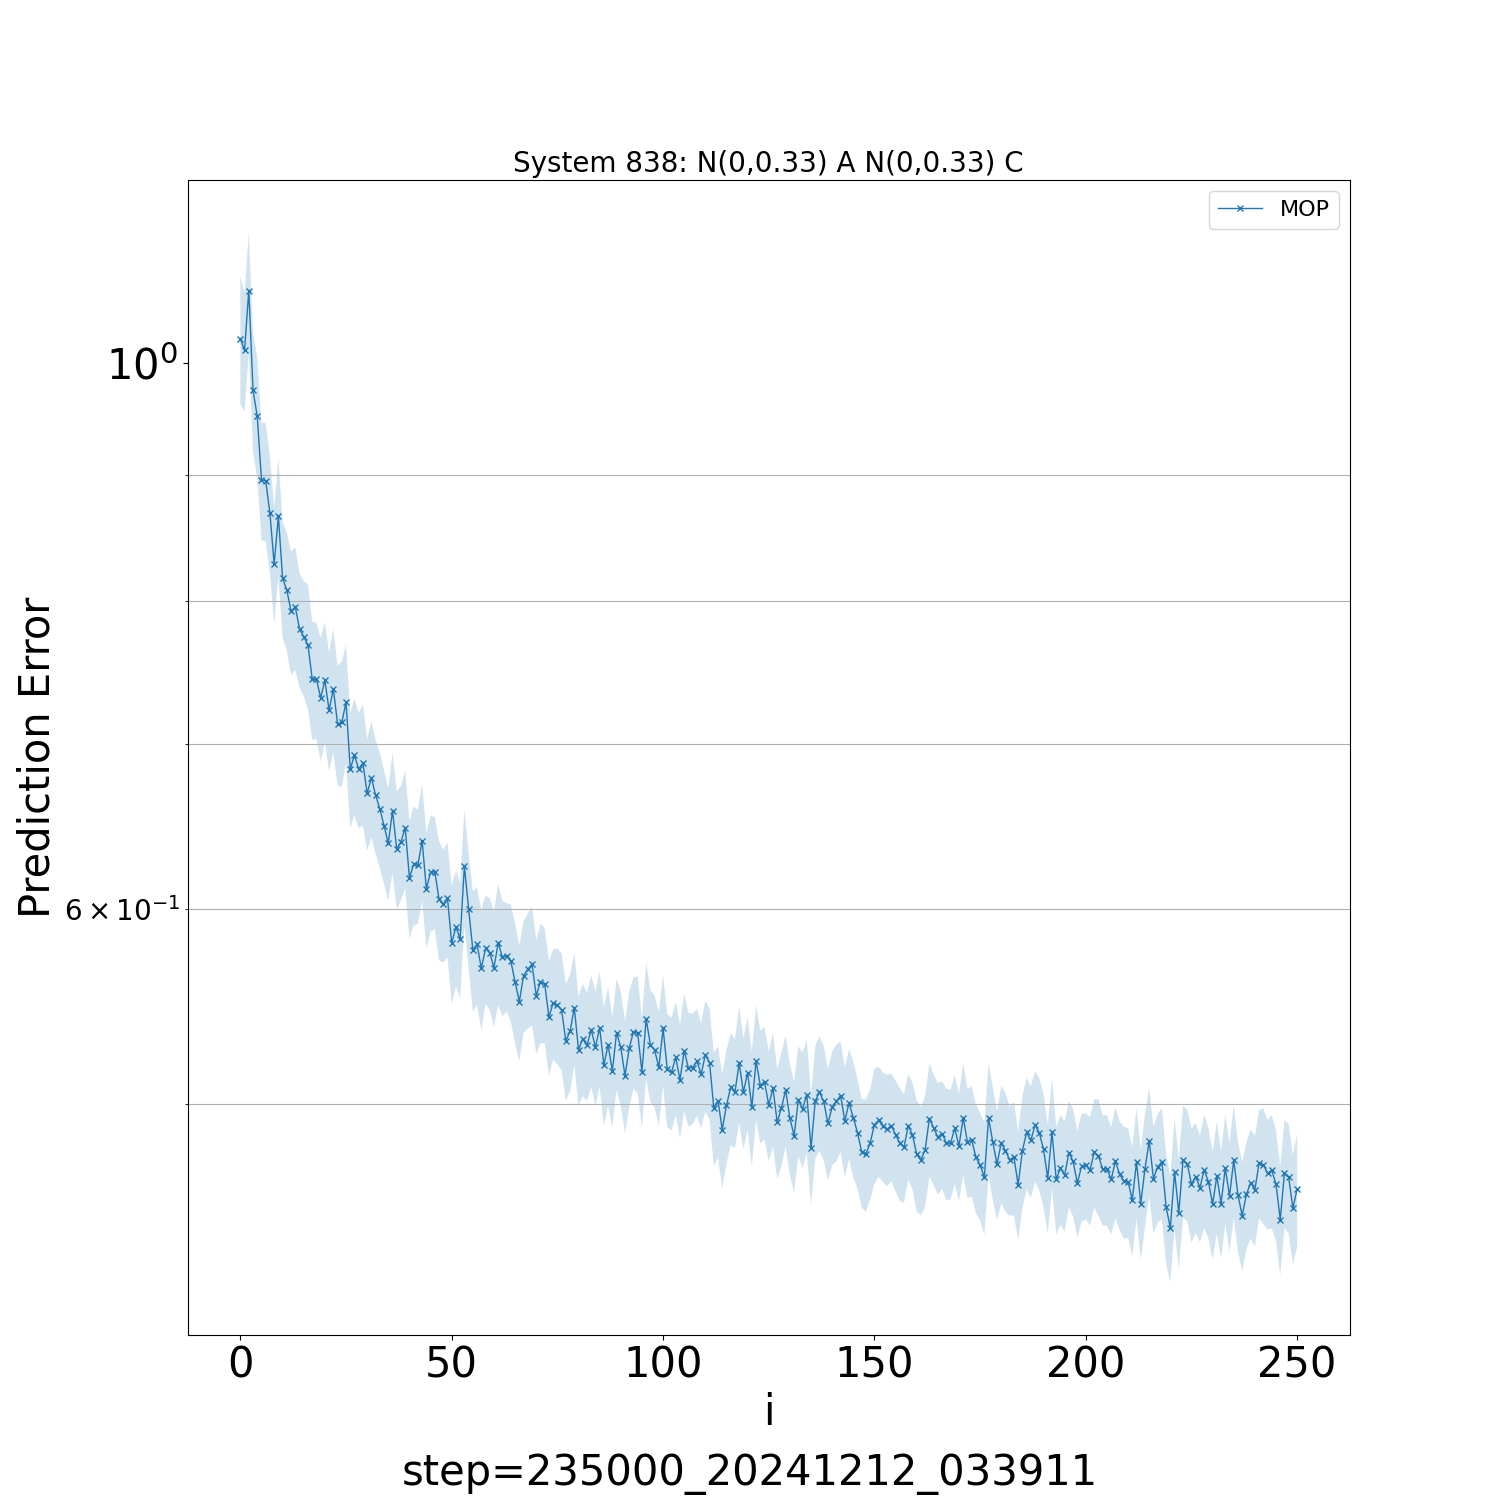 System 838: N(0,0.33) A N(0,0.33) C
MOP
10⁰
6 × 10⁻¹
Prediction Error
0 50 100 150 200 250
i
step=235000_20241212_033911